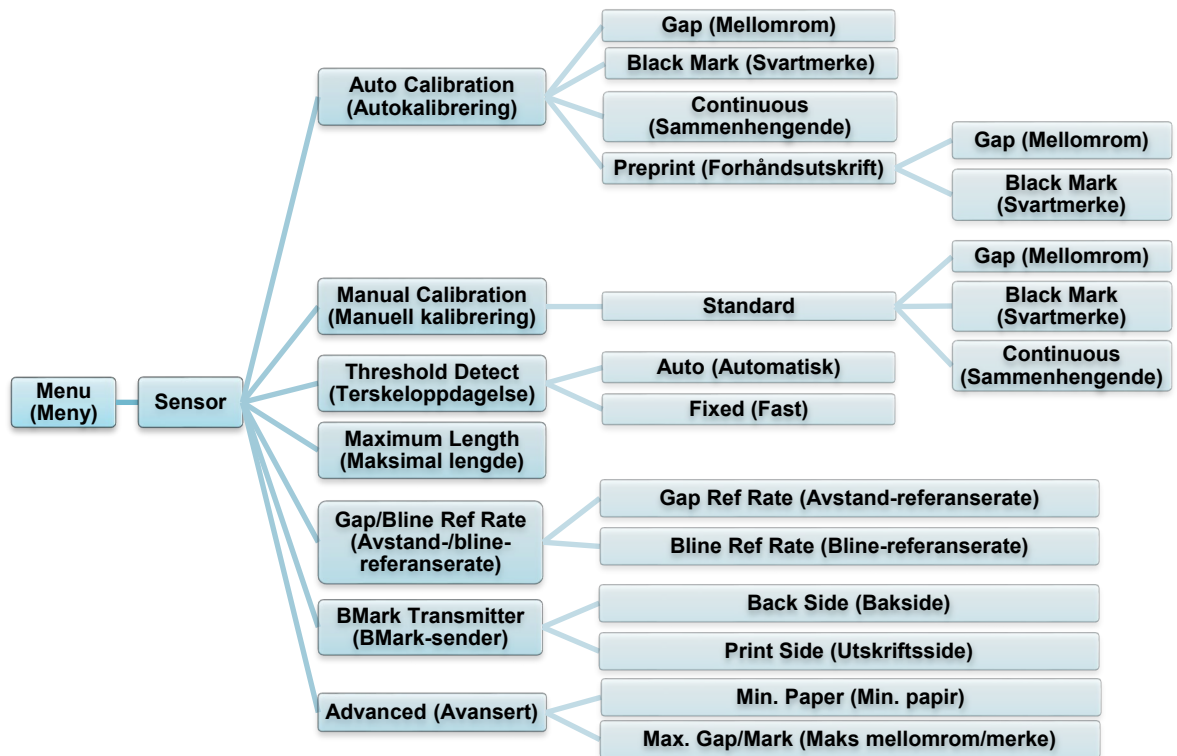 Menu
(Meny)
Sensor
Auto Calibration
(Autokalibrering)
Gap (Mellomrom)
Black Mark (Svartmerke)
Continuous
(Sammenhengende)
Preprint (Forhåndsutskrift)
Gap (Mellomrom)
Black Mark
(Svartmerke)
Manual Calibration
(Manuell kalibrering)
Standard
Gap (Mellomrom)
Black Mark
(Svartmerke)
Continuous
(Sammenhengende)
Threshold Detect
(Terskeloppdagelse)
Auto (Automatisk)
Fixed (Fast)
Maximum Length
(Maksimal lengde)
Gap/Bline Ref Rate
(Avstand-/bline-
referanserate)
Gap Ref Rate (Avstand-referanserate)
Bline Ref Rate (Bline-referanserate)
BMark Transmitter
(BMark-sender)
Back Side (Bakside)
Print Side (Utskriftsside)
Advanced (Avansert)
Min. Paper (Min. papir)
Max. Gap/Mark (Maks mellomrom/merke)